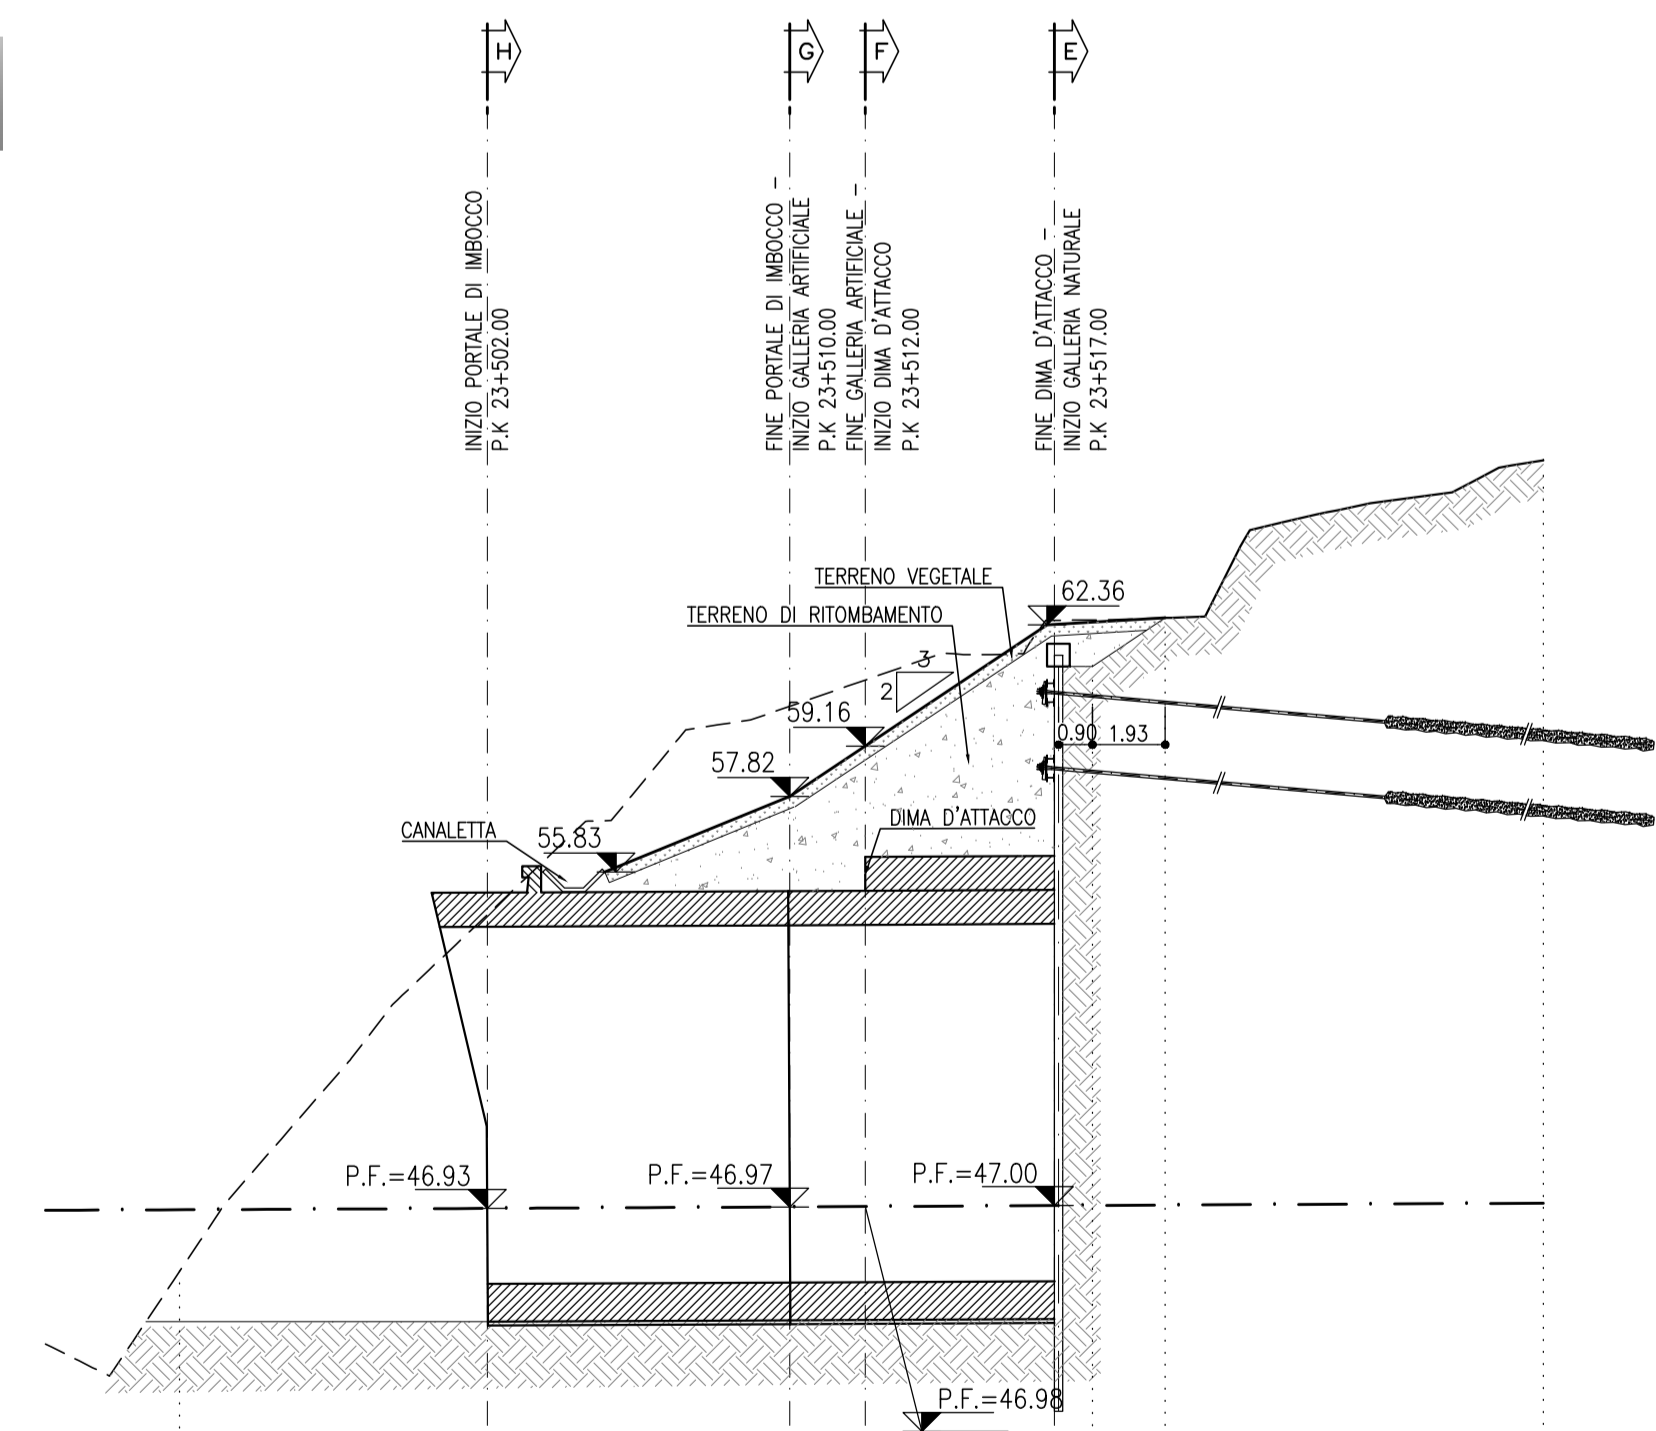 H
G
F
E
INIZIO PORTALE DI IMBOCCO
P.K 23+502.00
FINE PORTALE DI IMBOCCO -
INIZIO GALLERIA ARTIFICIALE
P.K 23+510.00
FINE GALLERIA ARTIFICIALE -
INIZIO DIMA D'ATTACCO
P.K 23+512.00
FINE DIMA D'ATTACCO -
INIZIO GALLERIA NATURALE
P.K 23+517.00
TERRENO VEGETALE
62.36
TERRENO DI RITOMBAMENTO
3
2
59.16
0.90 1.93
57.82
DIMA D'ATTACCO
CANALETTA
55.83
P.F.=46.93
P.F.=46.97
P.F.=47.00
P.F.=46.98